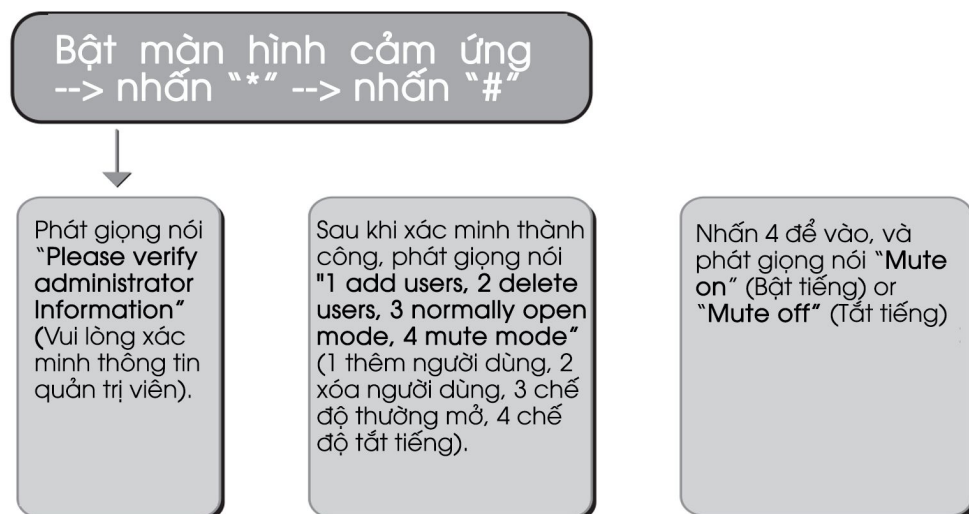 Bật màn hình cảm ứng
--> nhấn “*” --> nhấn “#”
Phát giọng nói
“Please verify
administrator
Information”
(Vui lòng xác
minh thông tin
quản trị viên).
Sau khi xác minh thành
công, phát giọng nói
"1 add users, 2 delete
users, 3 normally open
mode, 4 mute mode”
(1 thêm người dùng, 2
xóa người dùng, 3 chế
độ thường mở, 4 chế
độ tắt tiếng).
Nhấn 4 để vào, và
phát giọng nói “Mute
on” (Bật tiếng) or
“Mute off” (Tắt tiếng)